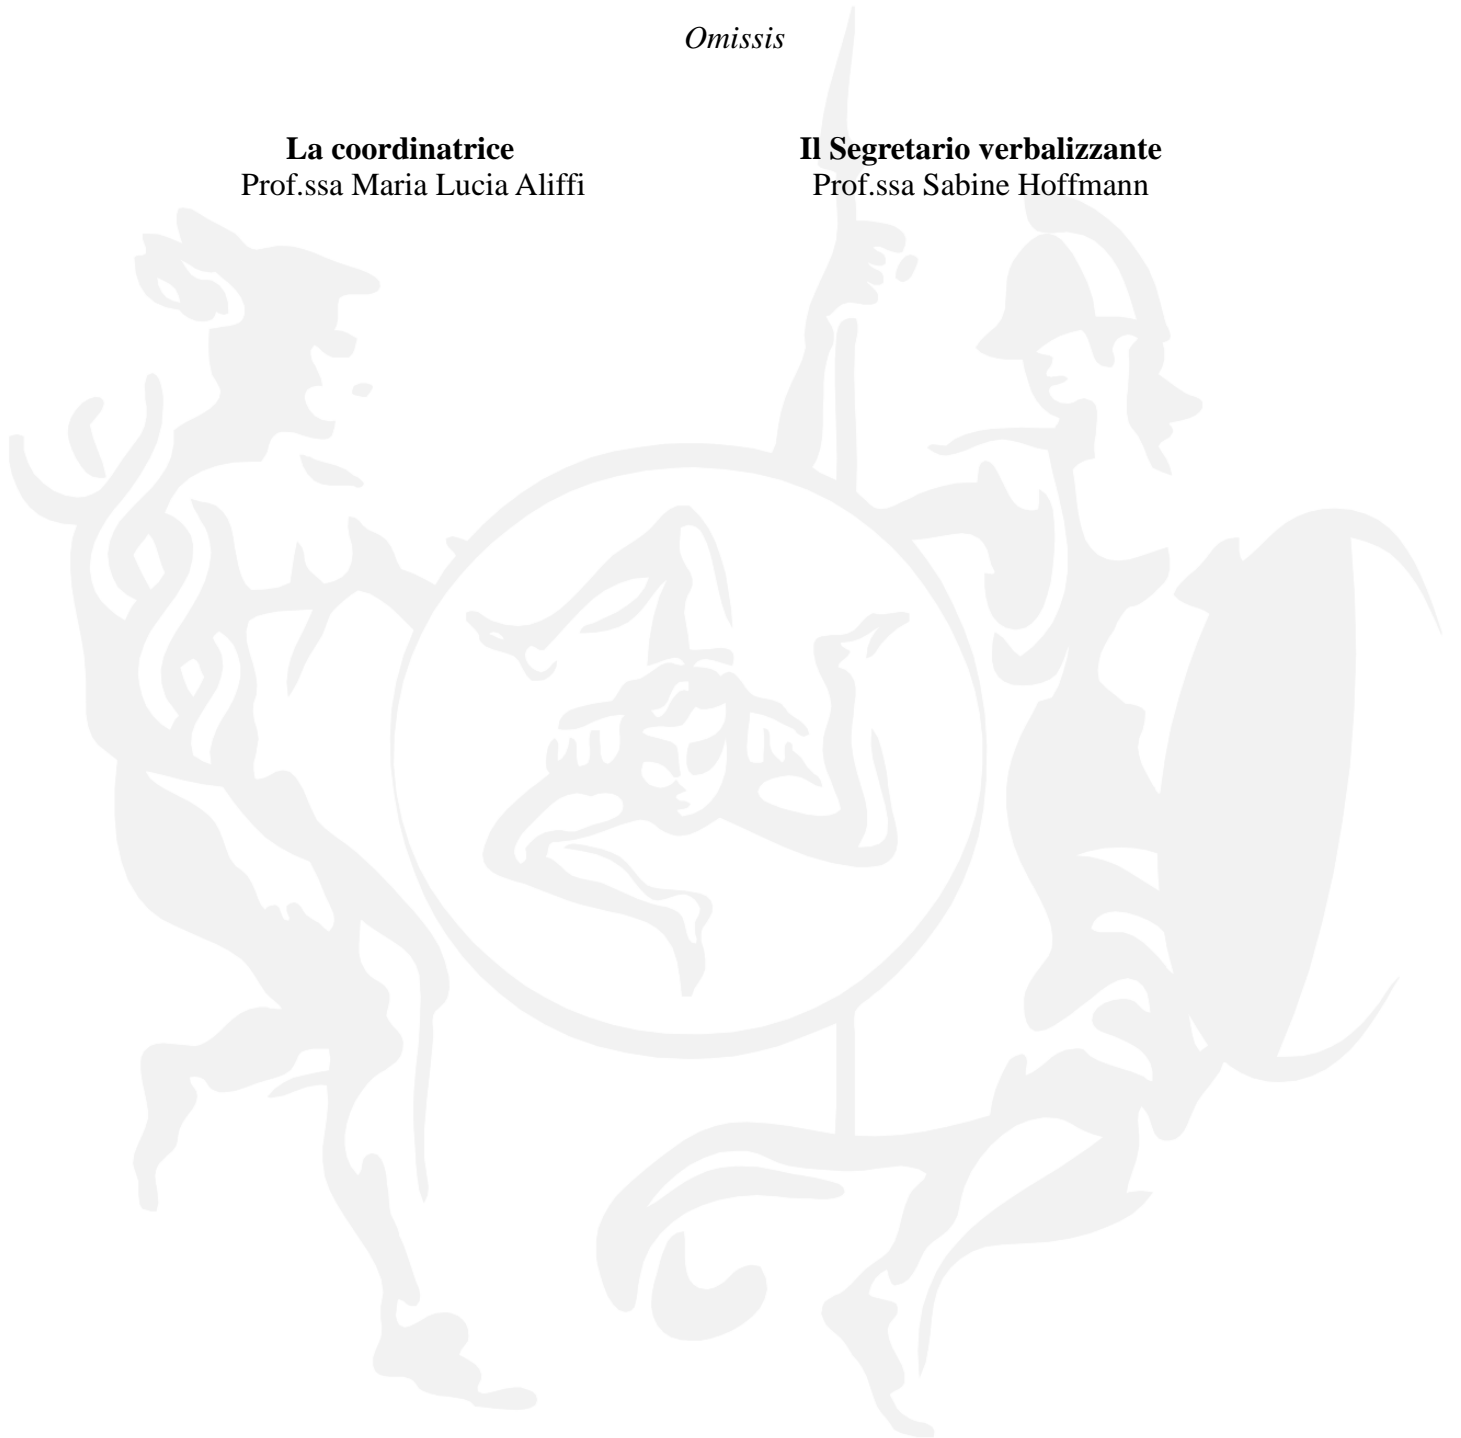 Omissis
La coordinatrice
Il Segretario verbalizzante
Prof.ssa Maria Lucia Aliffi
Prof.ssa Sabine Hoffmann